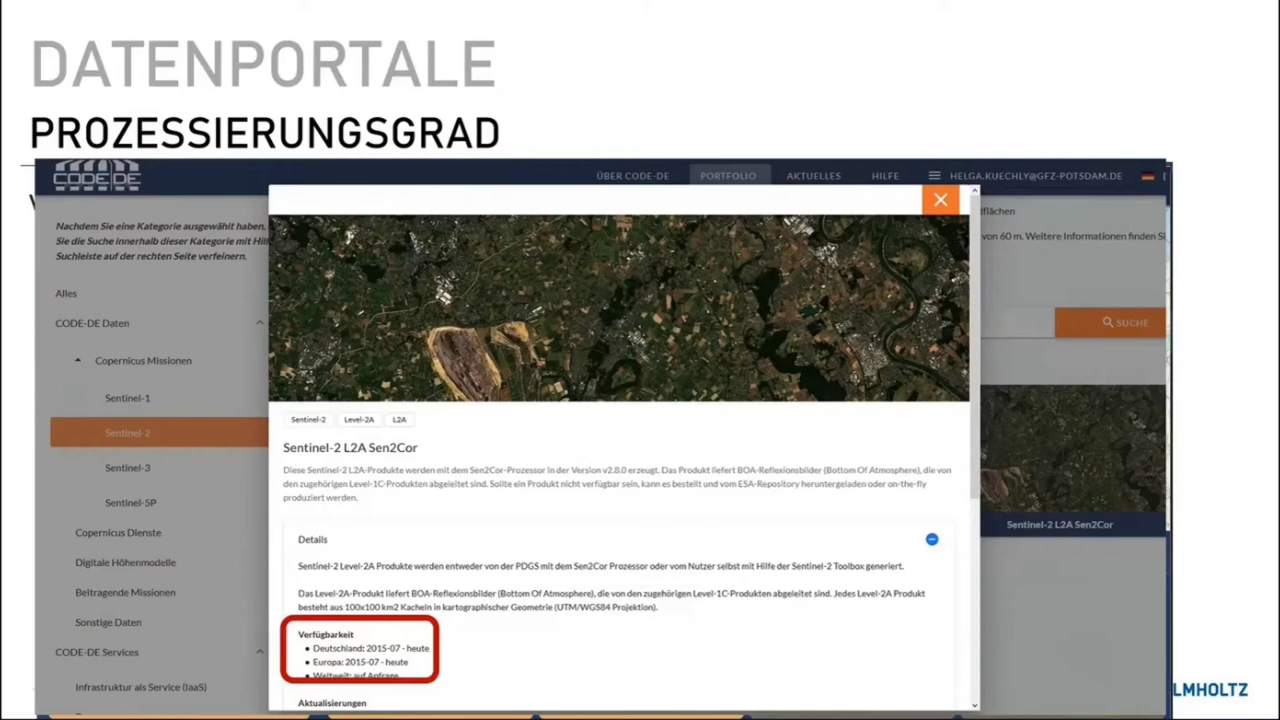 DATENPORTALE
PROZESSIERUNGSGRAD
CODE DE
ÜBER CODE-DE
PORTFOLIO
AKTUELLES
HILFE
HELGA.KUECHLY@GFZ-POTSDAM.DE
Nachdem Sie eine Kategorie ausgewählt haben,
Sie die Suche innerhalb dieser Kategorie mit Hil
Suchleiste auf der rechten Seite verfeinern.
Alles
CODE-DE Daten
Copernicus Missionen
Sentinel-1
Sentinel-2
Sentinel-3
Sentinel-5P
Copernicus Dienste
Digitale Höhenmodelle
Beitragende Missionen
Sonstige Daten
CODE-DE Services
Infrastruktur als Service (IaaS)
Sentinel-2
Level-2A
L2A
Sentinel-2 L2A Sen2Cor
Diese Sentinel-2 L2A-Produkte werden mit dem Sen2Cor-Prozessor in der Version v2.8.0 erzeugt. Das Produkt liefert BOA-Reflexionsbilder (Bottom Of Atmosphere), die von
den zugehörigen Level-1C-Produkten abgeleitet sind. Sollte ein Produkt nicht verfügbar sein, kann es bestellt und vom ESA-Repository heruntergeladen oder on-the-fly
produziert werden.
Details
Sentinel-2 Level-2A Produkte werden entweder von der PDGS mit dem Sen2Cor Prozessor oder vom Nutzer selbst mit Hilfe der Sentinel-2 Toolbox generiert.
Das Level-2A-Produkt liefert BOA-Reflexionsbilder (Bottom Of Atmosphere), die von den zugehörigen Level-1C-Produkten abgeleitet sind. Jedes Level-2A Produkt
besteht aus 100x100 km2 Kacheln in kartographischer Geometrie (UTM/WGS84 Projektion).
Verfügbarkeit
• Deutschland: 2015-07 - heute
• Europa: 2015-07 - heute
• Weltweit: auf Anfrage
Aktualisierungen
tflächen
von 60 m. Weitere Informationen finden Si
SUCHE
Sentinel-2 L2A Sen2Cor
LMHOLTZ